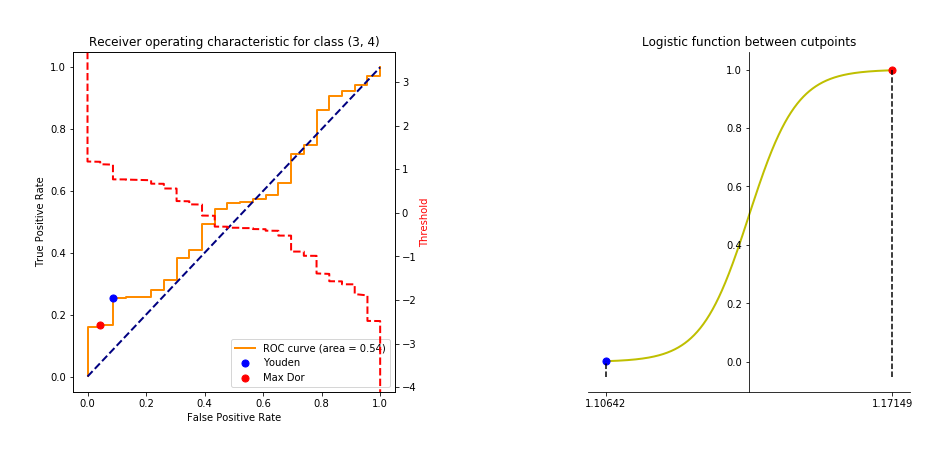 Receiver operating characteristic for class (3, 4)
True Positive Rate
1.0
0.8
0.6
0.4
0.2
0.0
0.0 0.2 0.4 0.6 0.8 1.0
False Positive Rate
3
2
1
0
−1
−2
−3
−4
Threshold
ROC curve (area = 0.54)
Youden
Max Dor
Logistic function between cutpoints
1.0
0.8
0.6
0.4
0.2
0.0
1.10642 1.17149